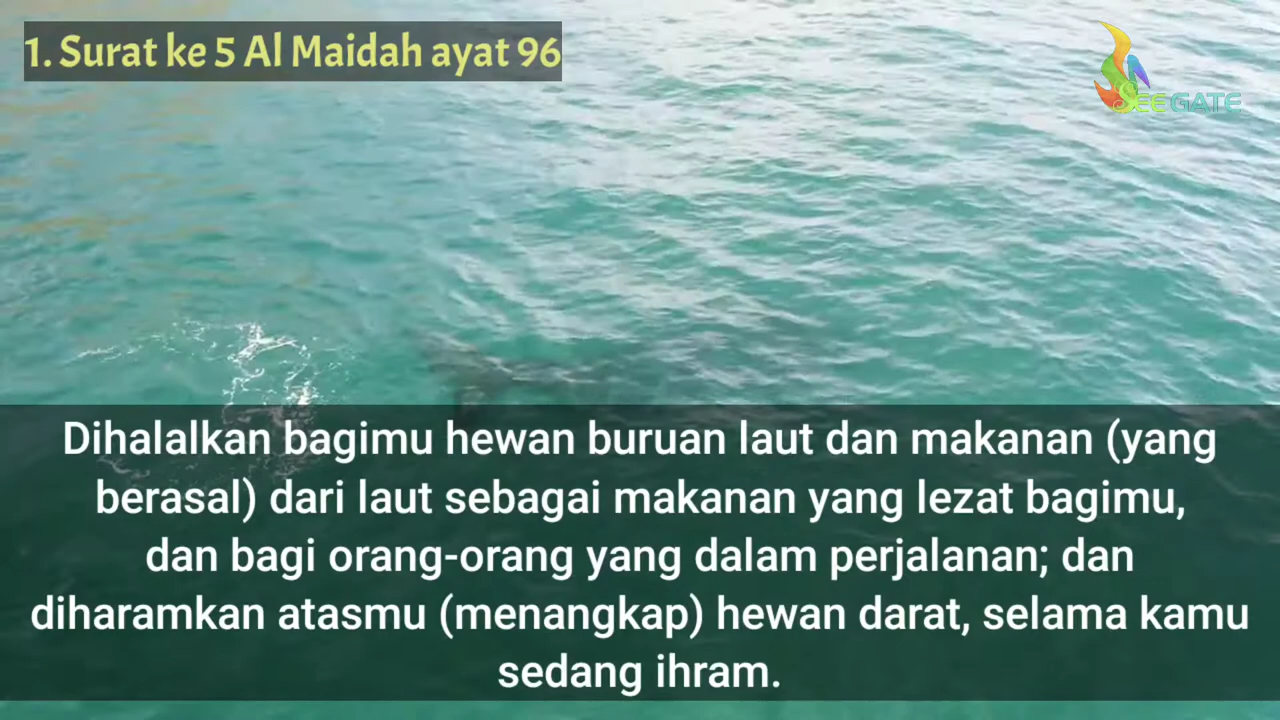 1. Surat ke 5 Al Maidah ayat 96
SEEGATE
Dihalalkan bagimu hewan buruan laut dan makanan (yang
berasal) dari laut sebagai makanan yang lezat bagimu,
dan bagi orang-orang yang dalam perjalanan; dan
diharamkan atasmu (menangkap) hewan darat, selama kamu
sedang ihram.